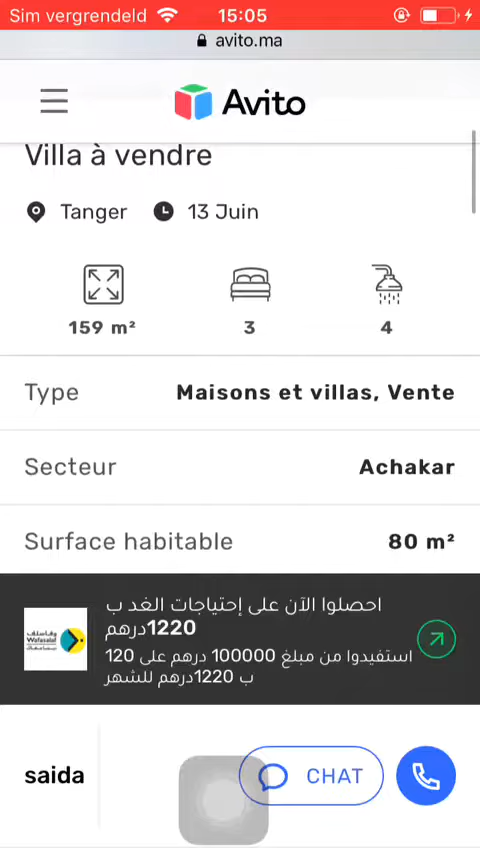 Sim vergrendeld 15:05
avito.ma
Avito
Villa à vendre
Tanger 13 Juin
159 m² 3 4
Type Maisons et villas, Vente
Secteur Achakar
Surface habitable 80 m²
احصلوا الآن على إحتياجات الغد ب
1220درهم
استفيدوا من مبلغ 100000 درهم على 120
ب 1220درهم للشهر
وفاسلف
Wafasalaf
saida CHAT